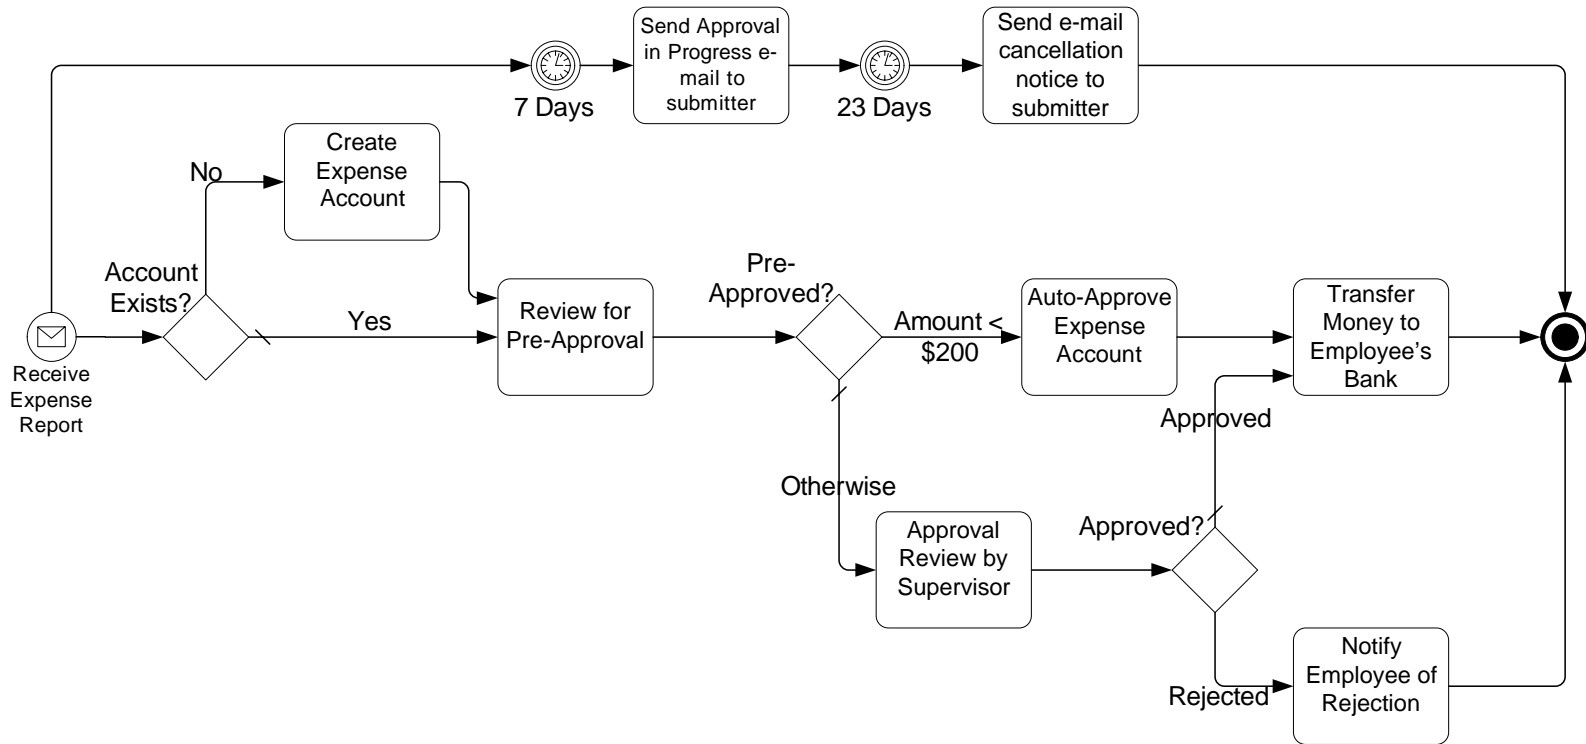 Send Approval
in Progress e-
mail to
submitter
Send e-mail
cancellation
notice to
submitter
7 Days
23 Days
Create
Expense
Account
No
Account
Exists?
Yes
Receive
Expense
Report
Review for
Pre-Approval
Pre-
Approved?
Amount <
$200
Auto-Approve
Expense
Account
Transfer
Money to
Employee's
Bank
Approved
Otherwise
Approval
Review by
Supervisor
Approved?
Rejected
Notify
Employee of
Rejection